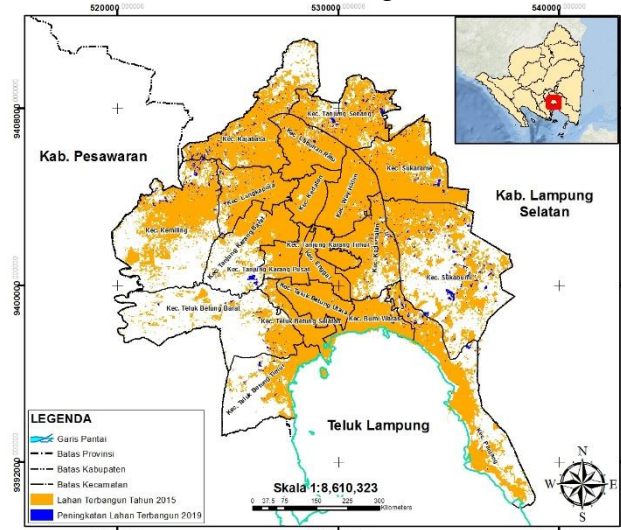 520000.000000
530000.000000
540000.000000
9408000
9400000
9392000
Kab. Pesawaran
Kab. Lampung
Selatan
Kec. Tanjung Senang
Kec. Rajabasa
Kec. Labuhan Ratu
Kec. Sukarame
Kec. Langkapura
Kec. Kedaton
Kec. Way Halim
Kec. Kemiling
Kec. Tanjung Karang Barat
Kec. Tanjung Karang Timur
Kec. Kedamaian
Kec. Tanjung Karang Pusat
Kec. Enggal
Kec. Sukabumi
Kec. Teluk Betung Utara
Kec. Teluk Betung Barat
Kec. Teluk Betung Selatan
Kec. Bumi Waras
Kec. Teluk Betung Timur
Kec. Panjang
Teluk Lampung
LEGENDA
Garis Pantai
Batas Provinsi
Batas Kabupaten
Batas Kecamatan
Lahan Terbangun Tahun 2015
Peningkatan Lahan Terbangun 2019
Skala 1:8,610,323
0 37.5 75 150 225 300
Kilometers
N
W E
S